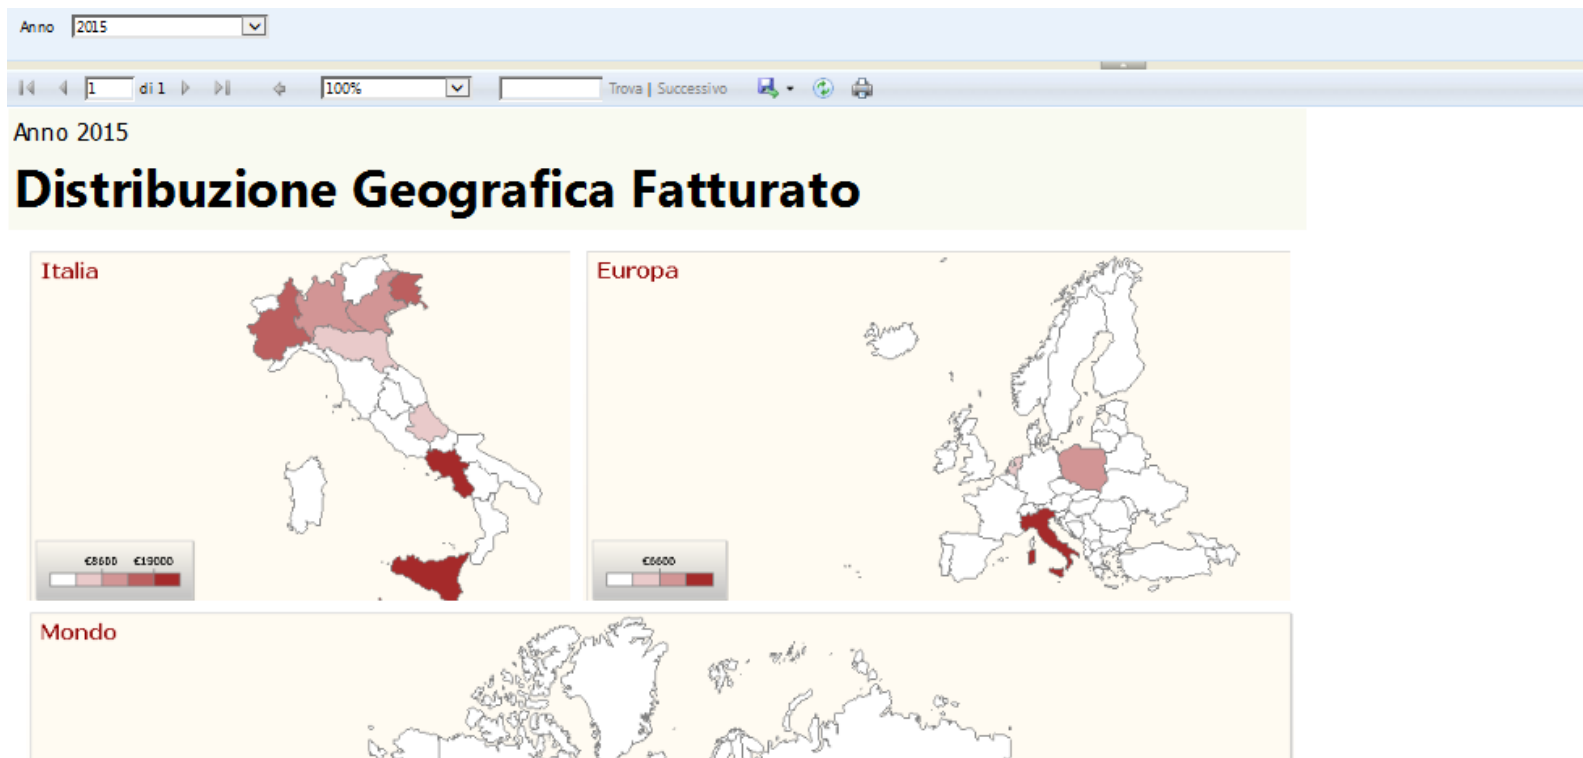 Anno 2015
1 di 1 100% Trova | Successivo
Anno 2015
Distribuzione Geografica Fatturato
Italia
Europa
€8600 €19000
€6600
Mondo